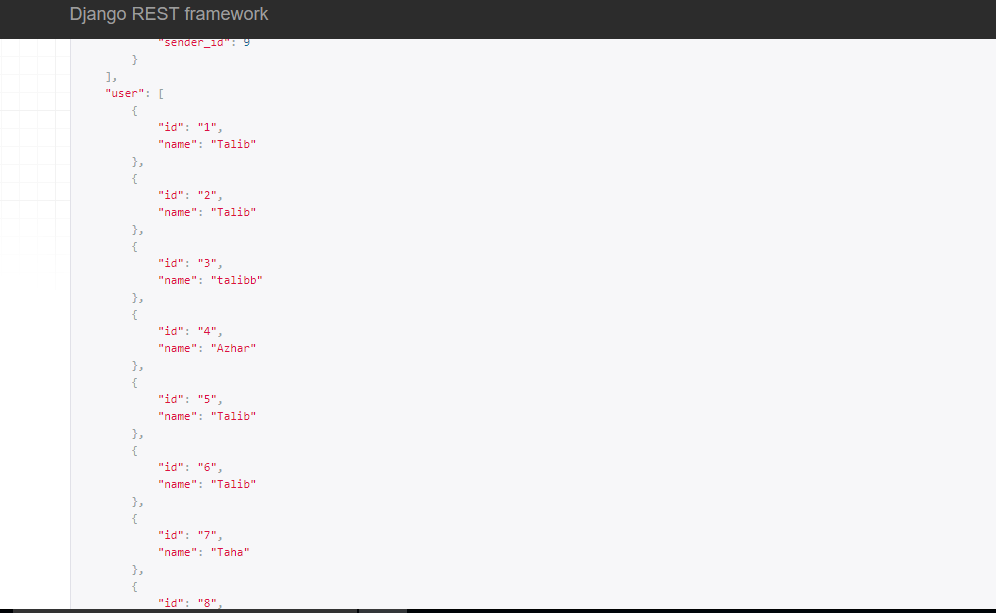 Django REST framework
"sender_id": 9
}
],
"user": [
{
"id": "1",
"name": "Talib"
},
{
"id": "2",
"name": "Talib"
},
{
"id": "3",
"name": "talibb"
},
{
"id": "4",
"name": "Azhar"
},
{
"id": "5",
"name": "Talib"
},
{
"id": "6",
"name": "Talib"
},
{
"id": "7",
"name": "Taha"
},
{
"id": "8",